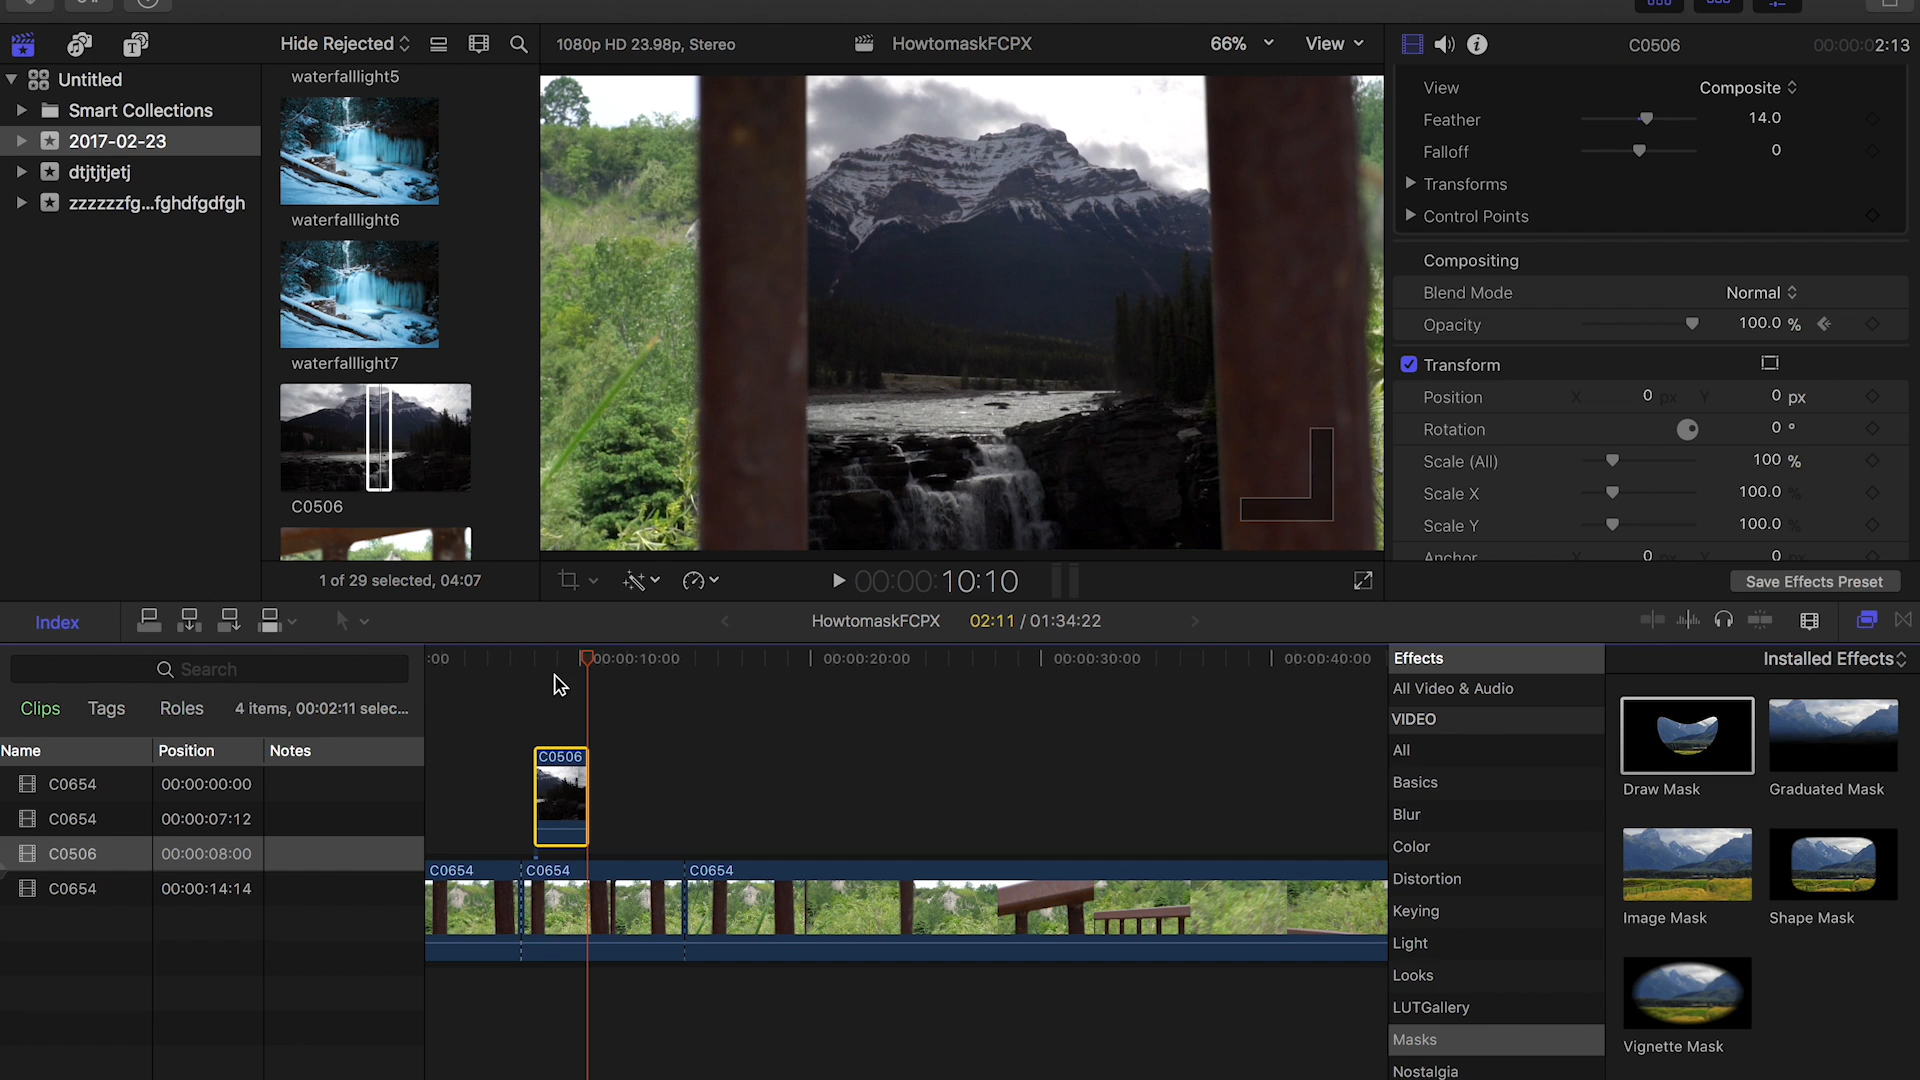 Hide Rejected
1080p HD 23.98p, Stereo
HowtomaskFCPX
66%
View
C0506
00:00:02:13
Untitled
Smart Collections
2017-02-23
dtjtjtjetj
zzzzzzfg...fghdfgdfgh
waterfalllight5
waterfalllight6
waterfalllight7
C0506
1 of 29 selected, 04:07
00:00:10:10
View
Composite
Feather
14.0
Falloff
0
Transforms
Control Points
Compositing
Blend Mode
Normal
Opacity
100.0 %
Transform
Position
X 0 px Y 0 px
Rotation
0 °
Scale (All)
100 %
Scale X
100.0 %
Scale Y
100.0 %
Anchor
X 0 px Y 0 px
Save Effects Preset
Index
HowtomaskFCPX
02:11 / 01:34:22
Search
Clips
Tags
Roles
4 items, 00:02:11 selec...
Name
Position
Notes
C0654
00:00:00:00
C0654
00:00:07:12
C0506
00:00:08:00
C0654
00:00:14:14
:00
00:00:10:00
00:00:20:00
00:00:30:00
00:00:40:00
C0506
C0654
C0654
C0654
Effects
Installed Effects
All Video & Audio
VIDEO
All
Basics
Blur
Color
Distortion
Keying
Light
Looks
LUTGallery
Masks
Nostalgia
Draw Mask
Graduated Mask
Image Mask
Shape Mask
Vignette Mask